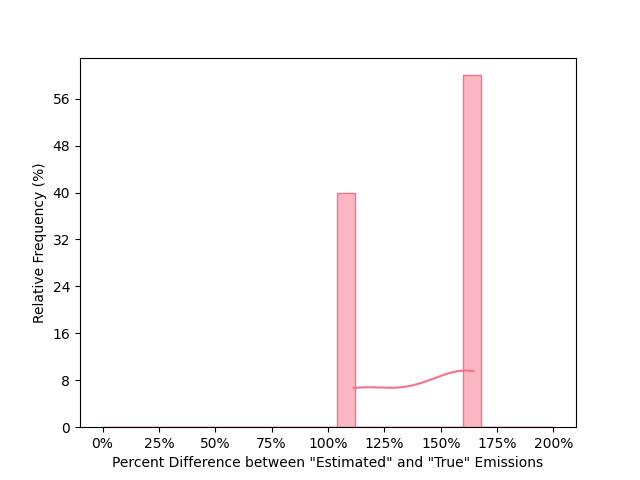 Relative Frequency (%)
56
48
40
32
24
16
8
0
0% 25% 50% 75% 100% 125% 150% 175% 200%
Percent Difference between "Estimated" and "True" Emissions